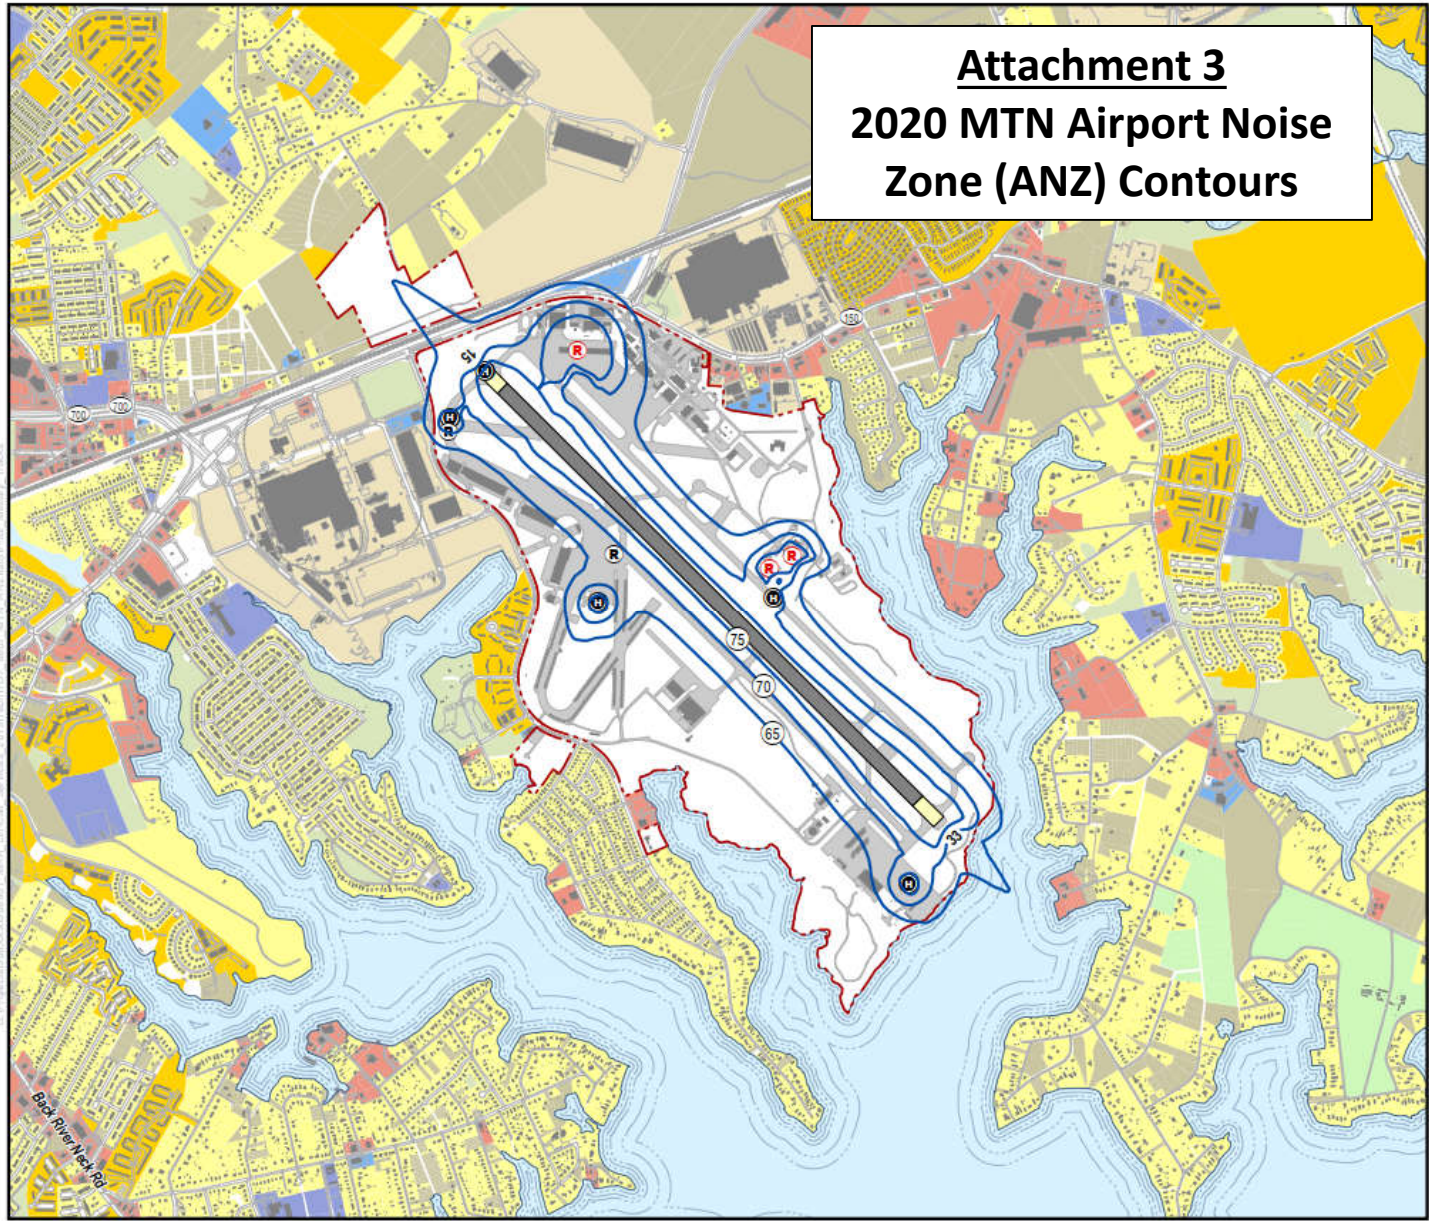 Attachment 3
2020 MTN Airport Noise
Zone (ANZ) Contours
150
15
R
H
H
R
700
700
R
R
R
H
H
75
70
65
33
H
Back River Neck Rd